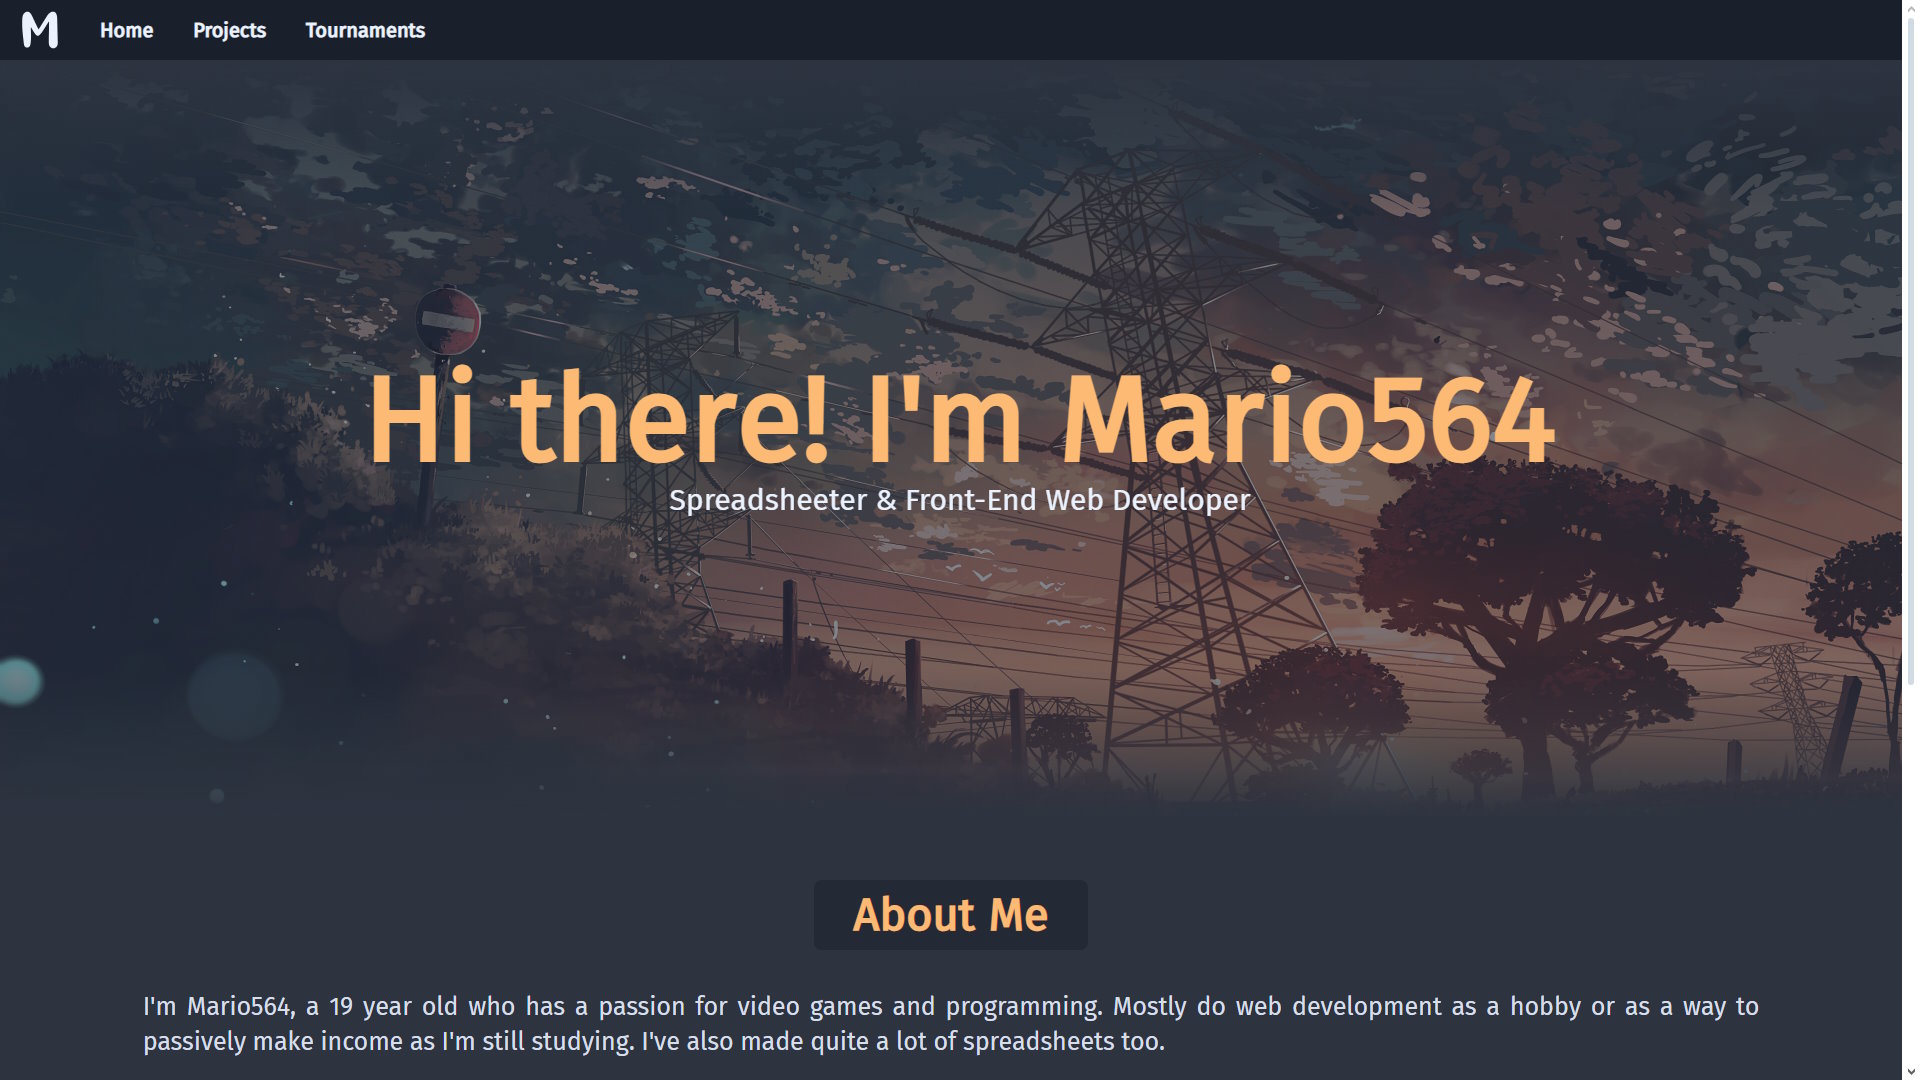 M Home Projects Tournaments
Hi there! I'm Mario564
Spreadsheeter & Front-End Web Developer
About Me
I'm Mario564, a 19 year old who has a passion for video games and programming. Mostly do web development as a hobby or as a way to
passively make income as I'm still studying. I've also made quite a lot of spreadsheets too.